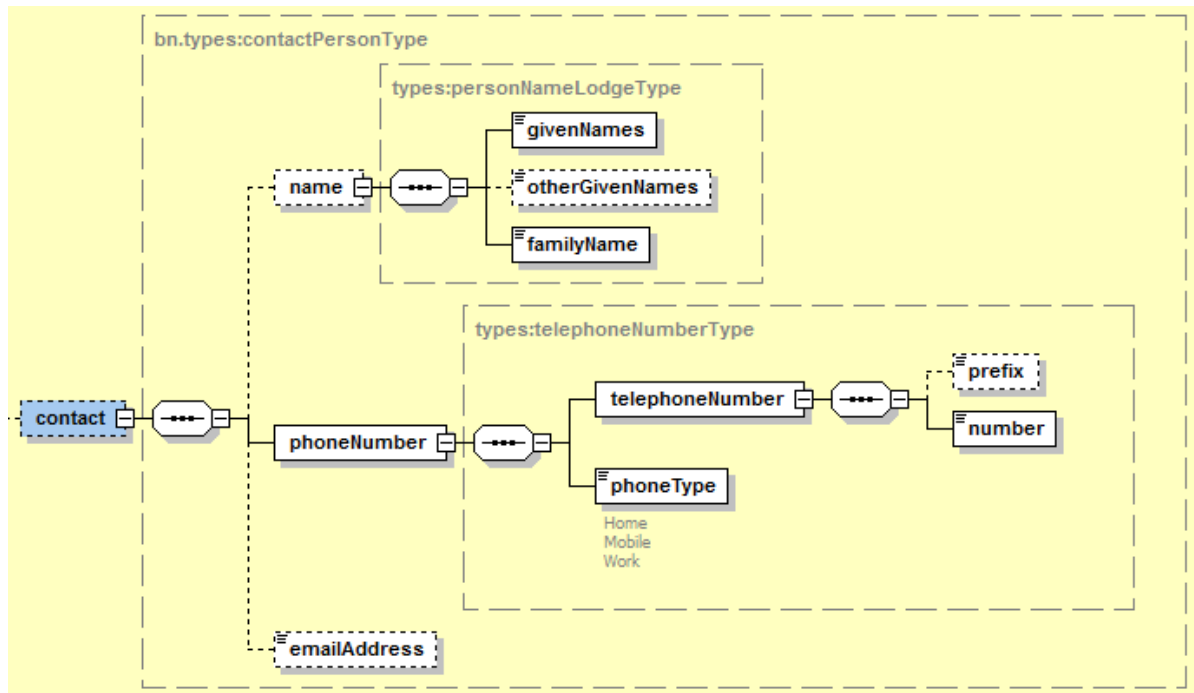 bn.types:contactPersonType
types:personNameLodgeType
givenNames
name
otherGivenNames
familyName
types:telephoneNumberType
prefix
telephoneNumber
contact
number
phoneNumber
phoneType
Home
Mobile
Work
emailAddress